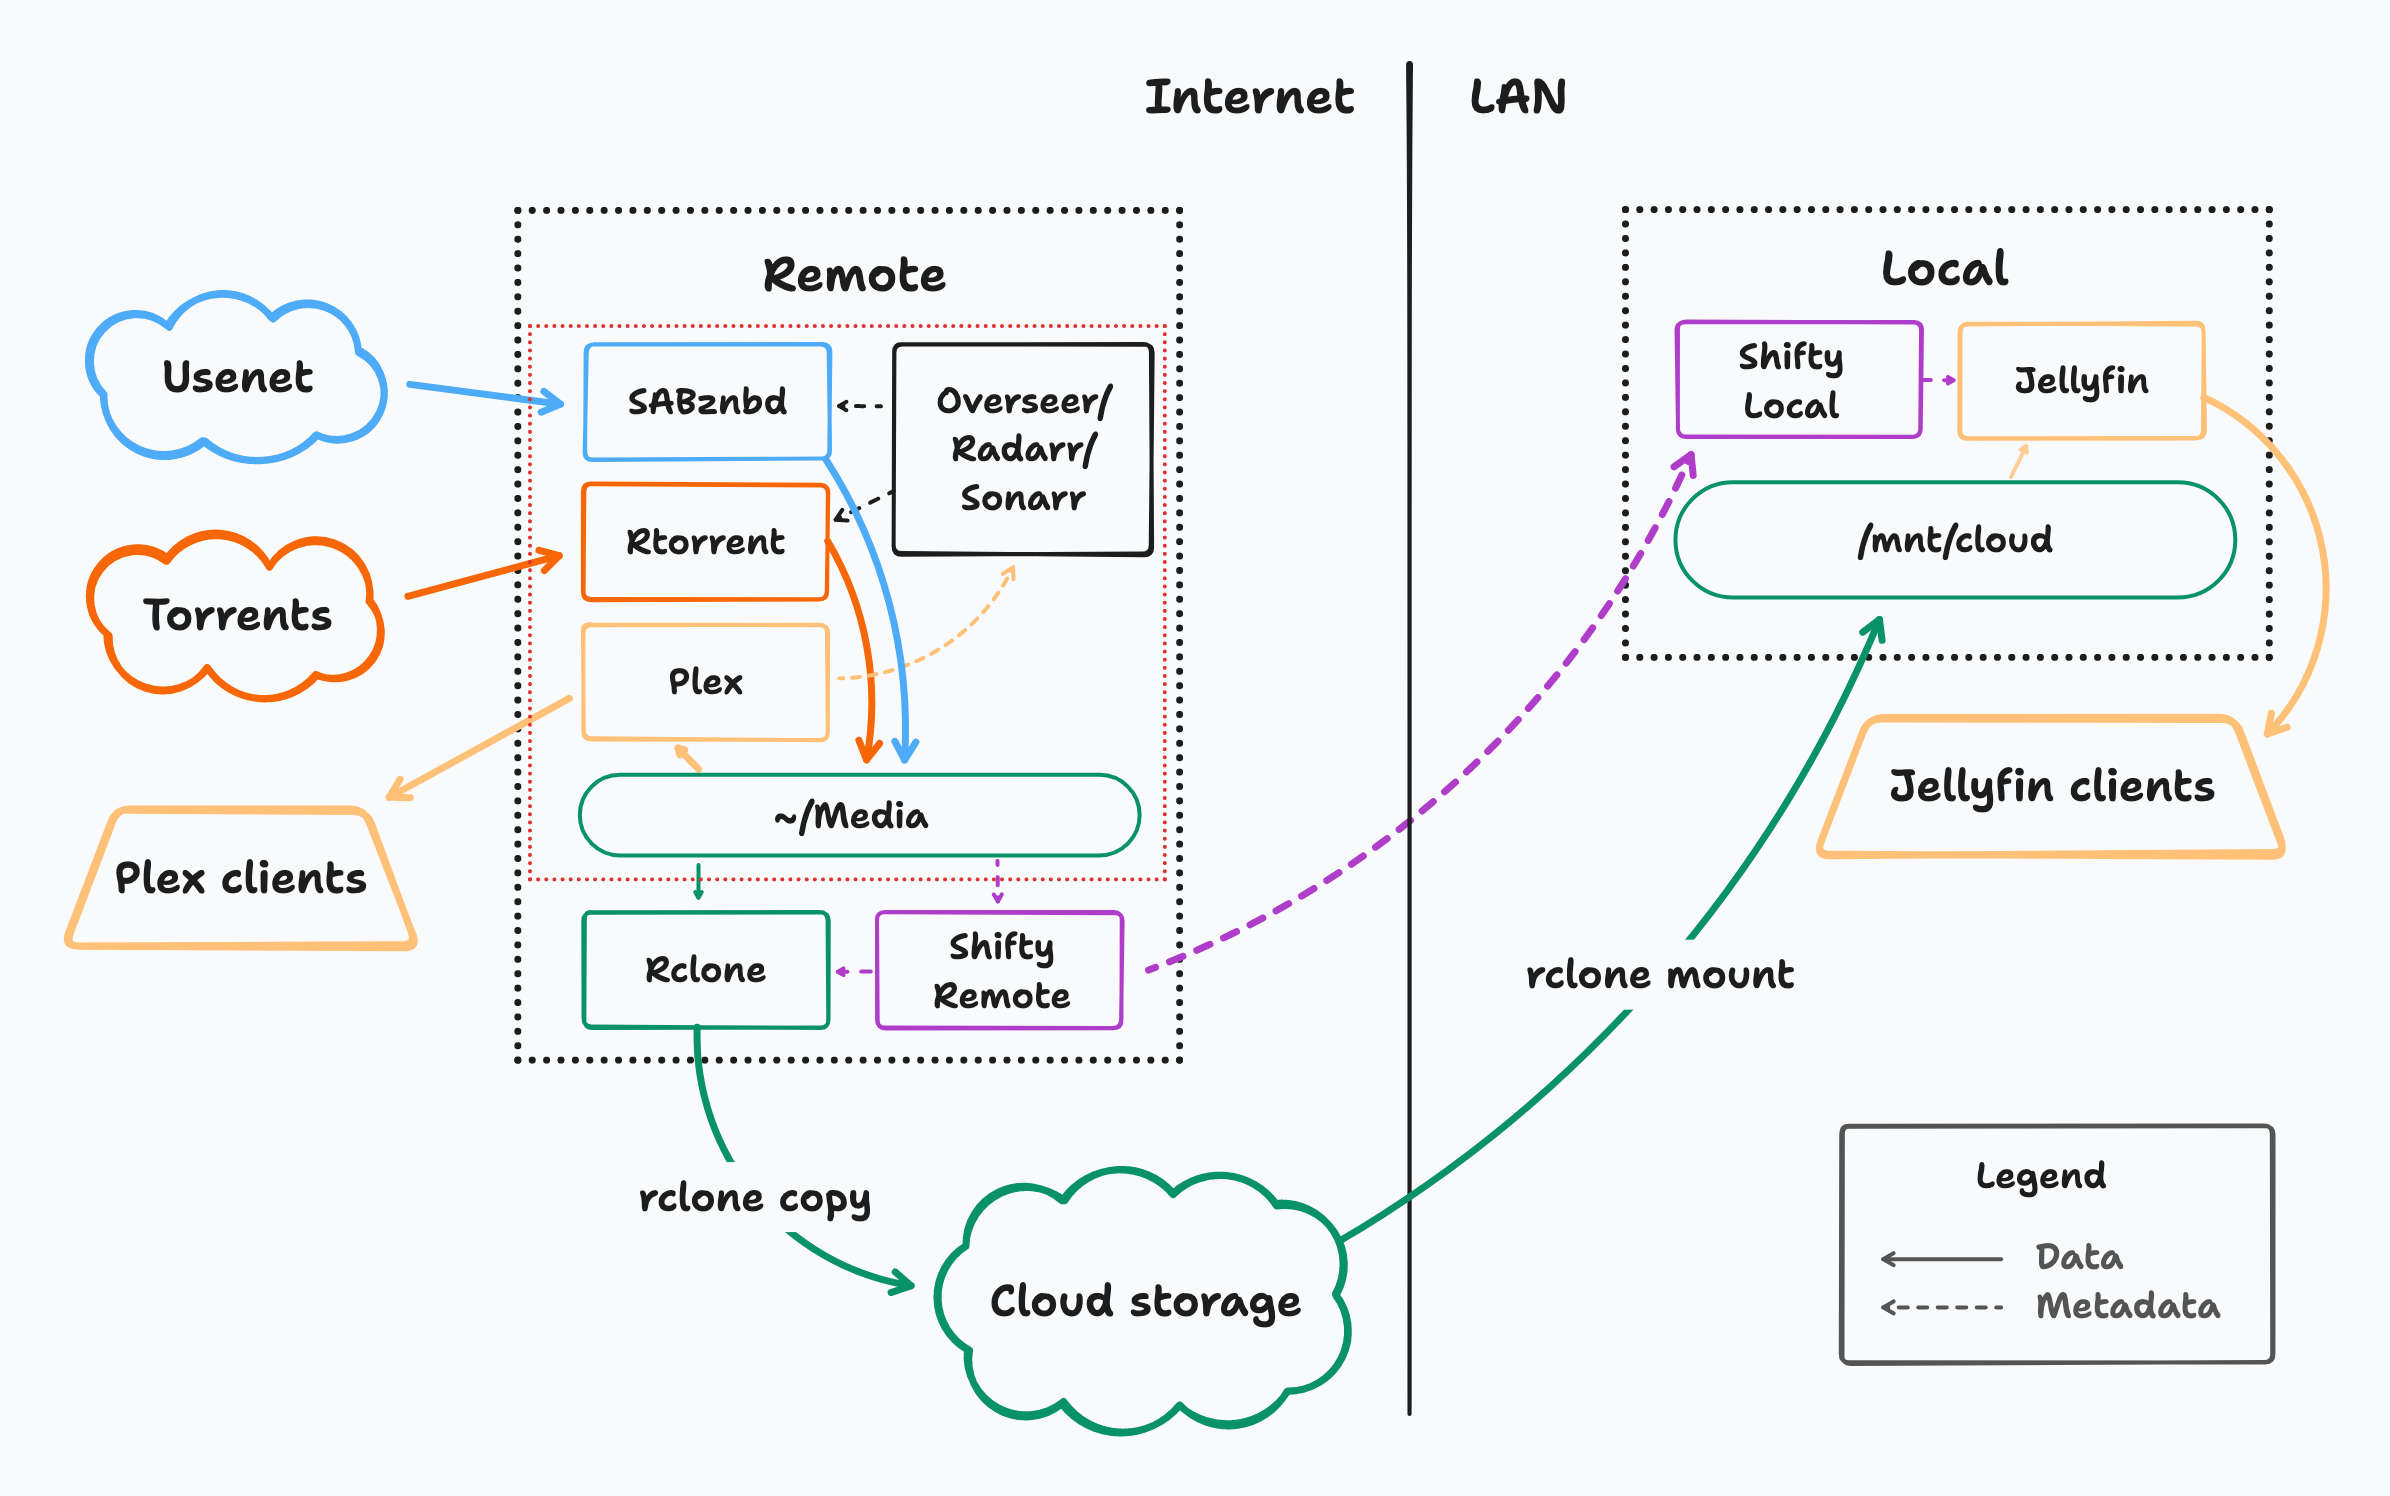 Internet
LAN
Remote
Local
Usenet
SABznbd
Overseer/
Radarr/
Sonarr
Shifty
Local
Jellyfin
Rtorrent
/mnt/cloud
Torrents
Plex
~/Media
Jellyfin clients
Plex clients
Rclone
Shifty
Remote
rclone mount
rclone copy
Cloud storage
Legend
Data
Metadata